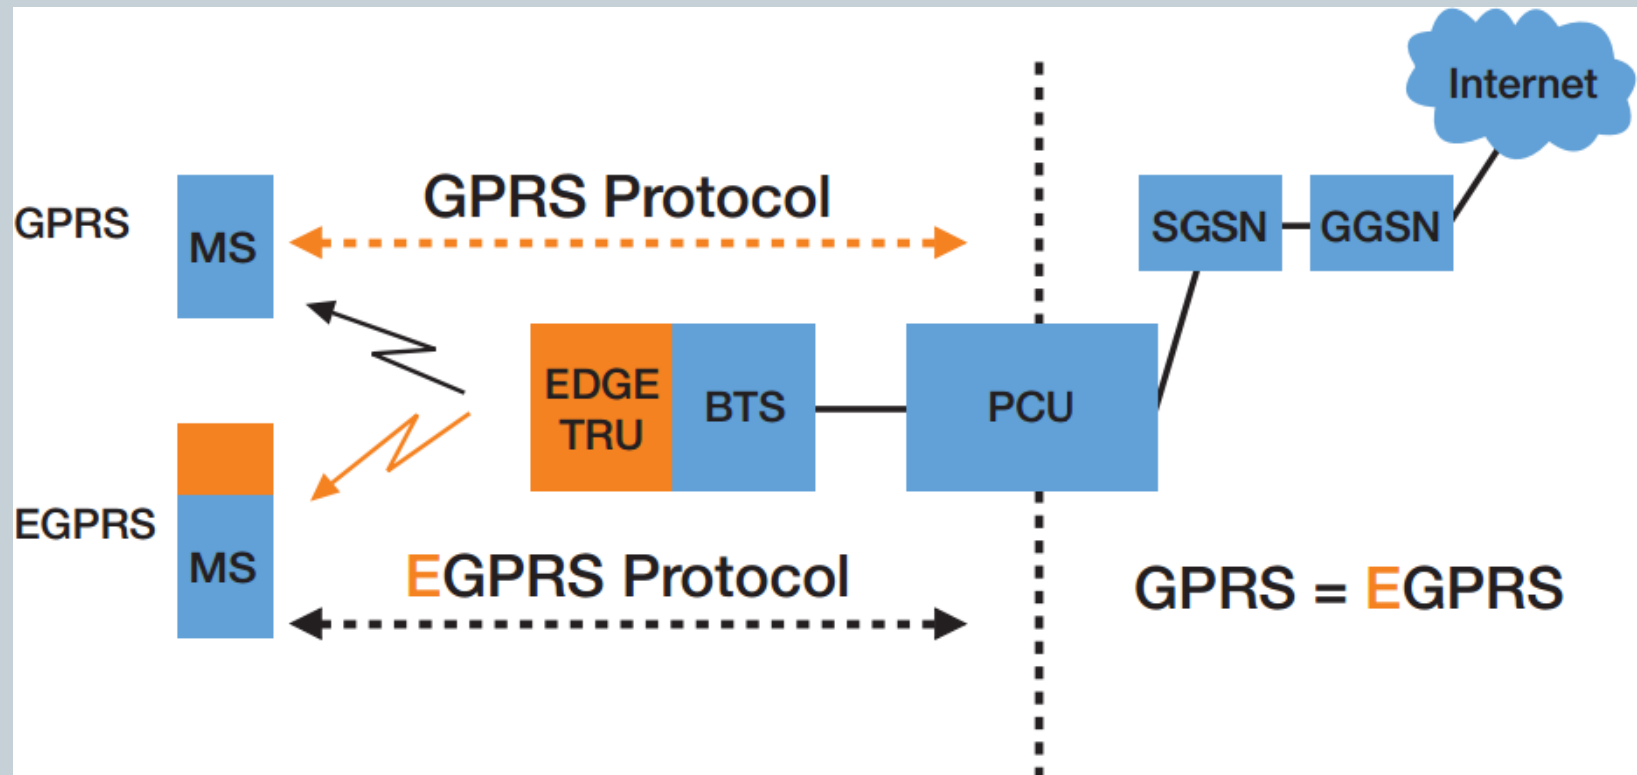 Internet
GPRS
MS
GPRS Protocol
SGSN
GGSN
EDGE
TRU
BTS
PCU
EGPRS
MS
EGPRS Protocol
GPRS = EGPRS